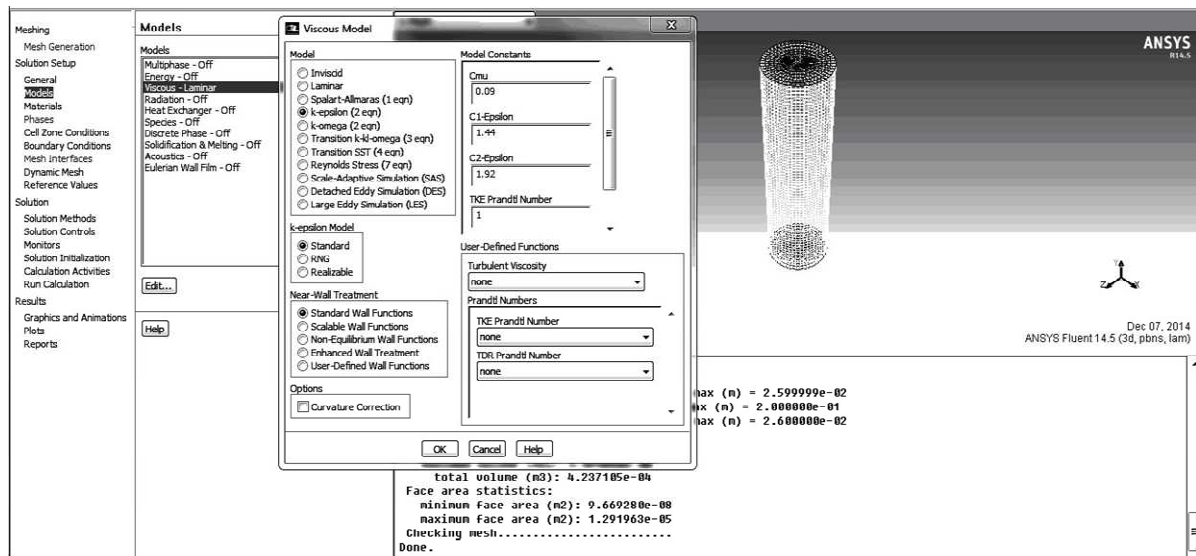 Meshing
Mesh Generation
Solution Setup
General
Models
Materials
Phases
Cell Zone Conditions
Boundary Conditions
Mesh Interfaces
Dynamic Mesh
Reference Values
Solution
Solution Methods
Solution Controls
Monitors
Solution Initialization
Calculation Activities
Run Calculation
Results
Graphics and Animations
Plots
Reports
Models
Models
Multiphase - Off
Energy - Off
Viscous - Laminar
Radiation - Off
Heat Exchanger - Off
Species - Off
Discrete Phase - Off
Solidification & Melting - Off
Acoustics - Off
Eulerian Wall Film - Off
Edit...
Help
Viscous Model
X
Model
Inviscid
Laminar
Spalart-Allmaras (1 eqn)
k-epsilon (2 eqn)
k-omega (2 eqn)
Transition k-kl-omega (3 eqn)
Transition SST (4 eqn)
Reynolds Stress (7 eqn)
Scale-Adaptive Simulation (SAS)
Detached Eddy Simulation (DES)
Large Eddy Simulation (LES)
k-epsilon Model
Standard
RNG
Realizable
Near-Wall Treatment
Standard Wall Functions
Scalable Wall Functions
Non-Equilibrium Wall Functions
Enhanced Wall Treatment
User-Defined Wall Functions
Options
Curvature Correction
Model Constants
Cmu
0.09
C1-Epsilon
1.44
C2-Epsilon
1.92
TKE Prandtl Number
1
User-Defined Functions
Turbulent Viscosity
none
Prandtl Numbers
TKE Prandtl Number
none
TDR Prandtl Number
none
OK Cancel Help
ANSYS
R14.5
Y
Z X
Dec 07, 2014
ANSYS Fluent 14.5 (3d, pbns, lam)
max (m) = 2.599999e-02
max (m) = 2.000000e-01
max (m) = 2.600000e-02
total volume (m3): 4.237105e-04
Face area statistics:
minimum face area (m2): 9.669280e-08
maximum face area (m2): 1.291963e-05
Checking mesh.........................
Done.